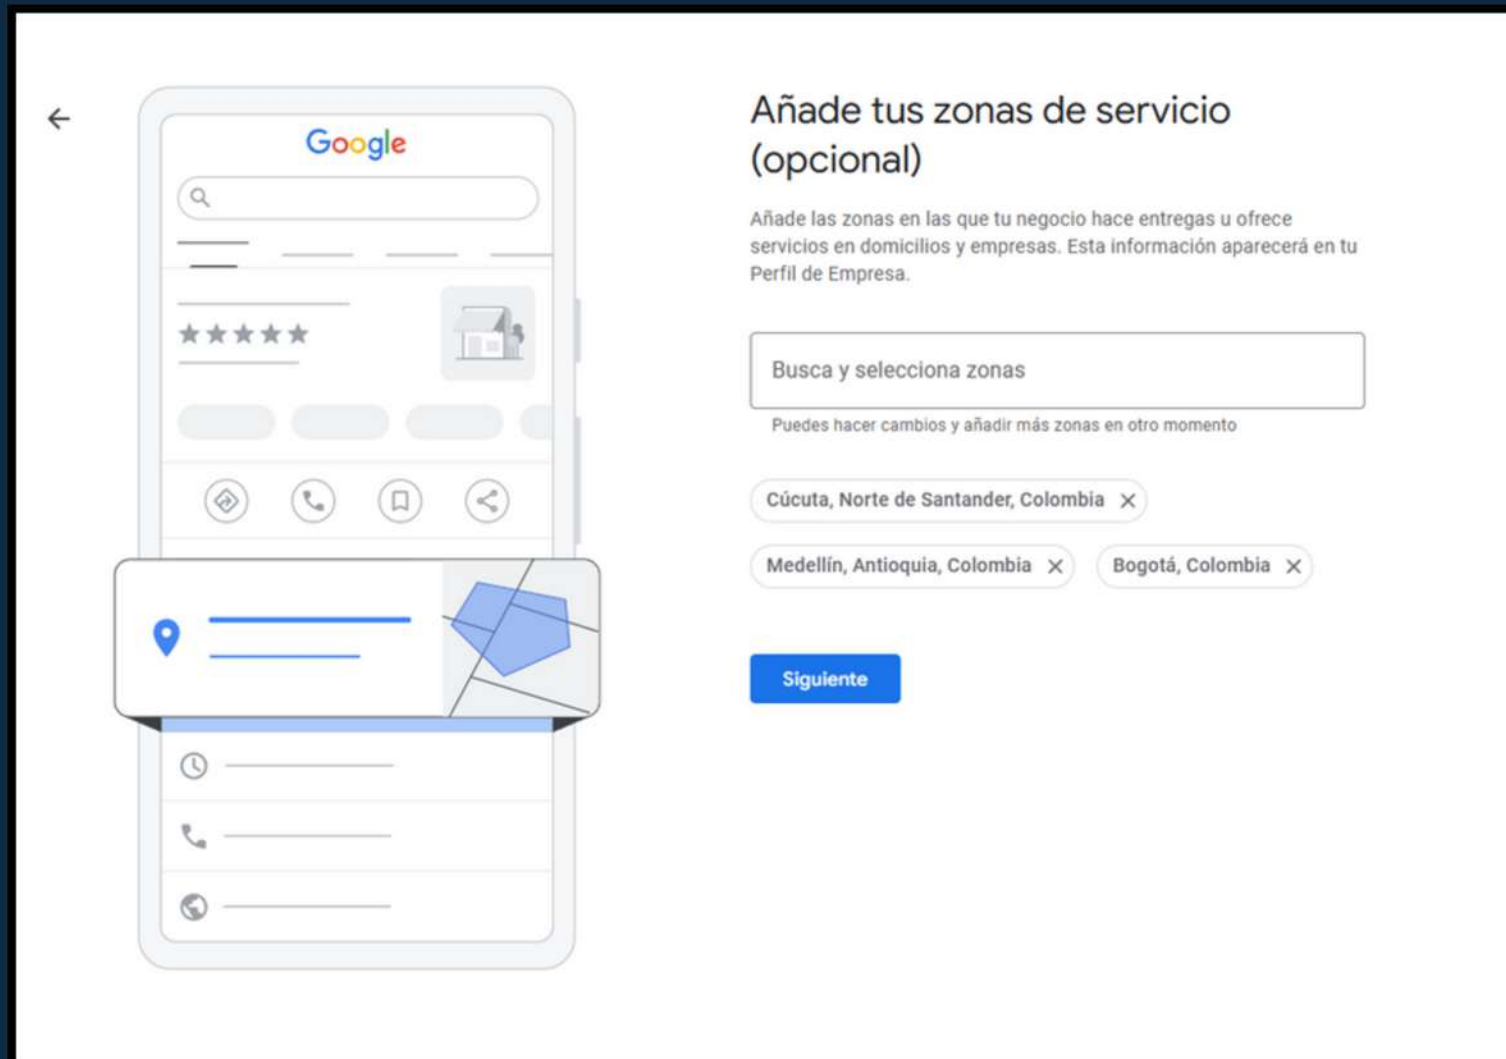 Google
Añade tus zonas de servicio
(opcional)
Añade las zonas en las que tu negocio hace entregas u ofrece
servicios en domicilios y empresas. Esta información aparecerá en tu
Perfil de Empresa.
Busca y selecciona zonas
Puedes hacer cambios y añadir más zonas en otro momento
Cúcuta, Norte de Santander, Colombia
Medellín, Antioquia, Colombia
Bogotá, Colombia
Siguiente